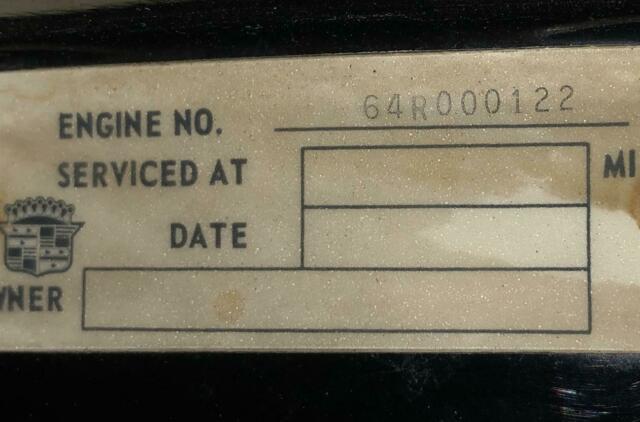 ENGINE NO. 64R000122
SERVICED AT MI
DATE
WNER